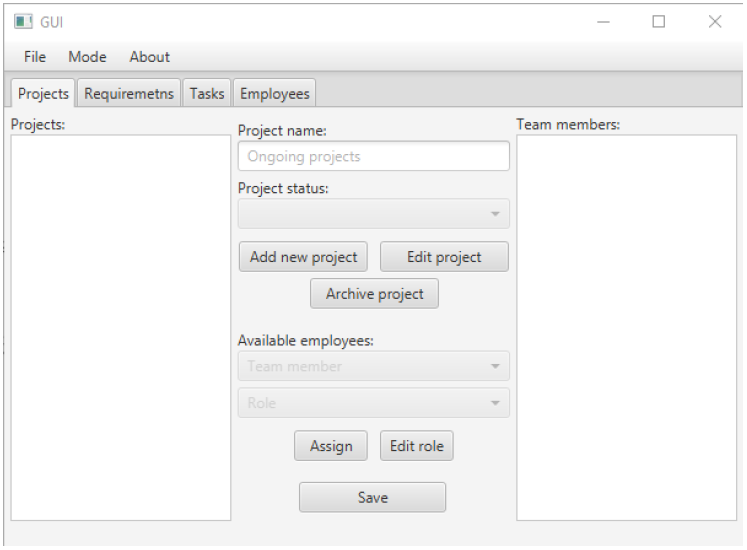 GUI
File Mode About
Projects Requiremetns Tasks Employees
Projects:
Project name:
Team members:
Ongoing projects
Project status:
Add new project Edit project
Archive project
Available employees:
Team member
Role
Assign Edit role
Save